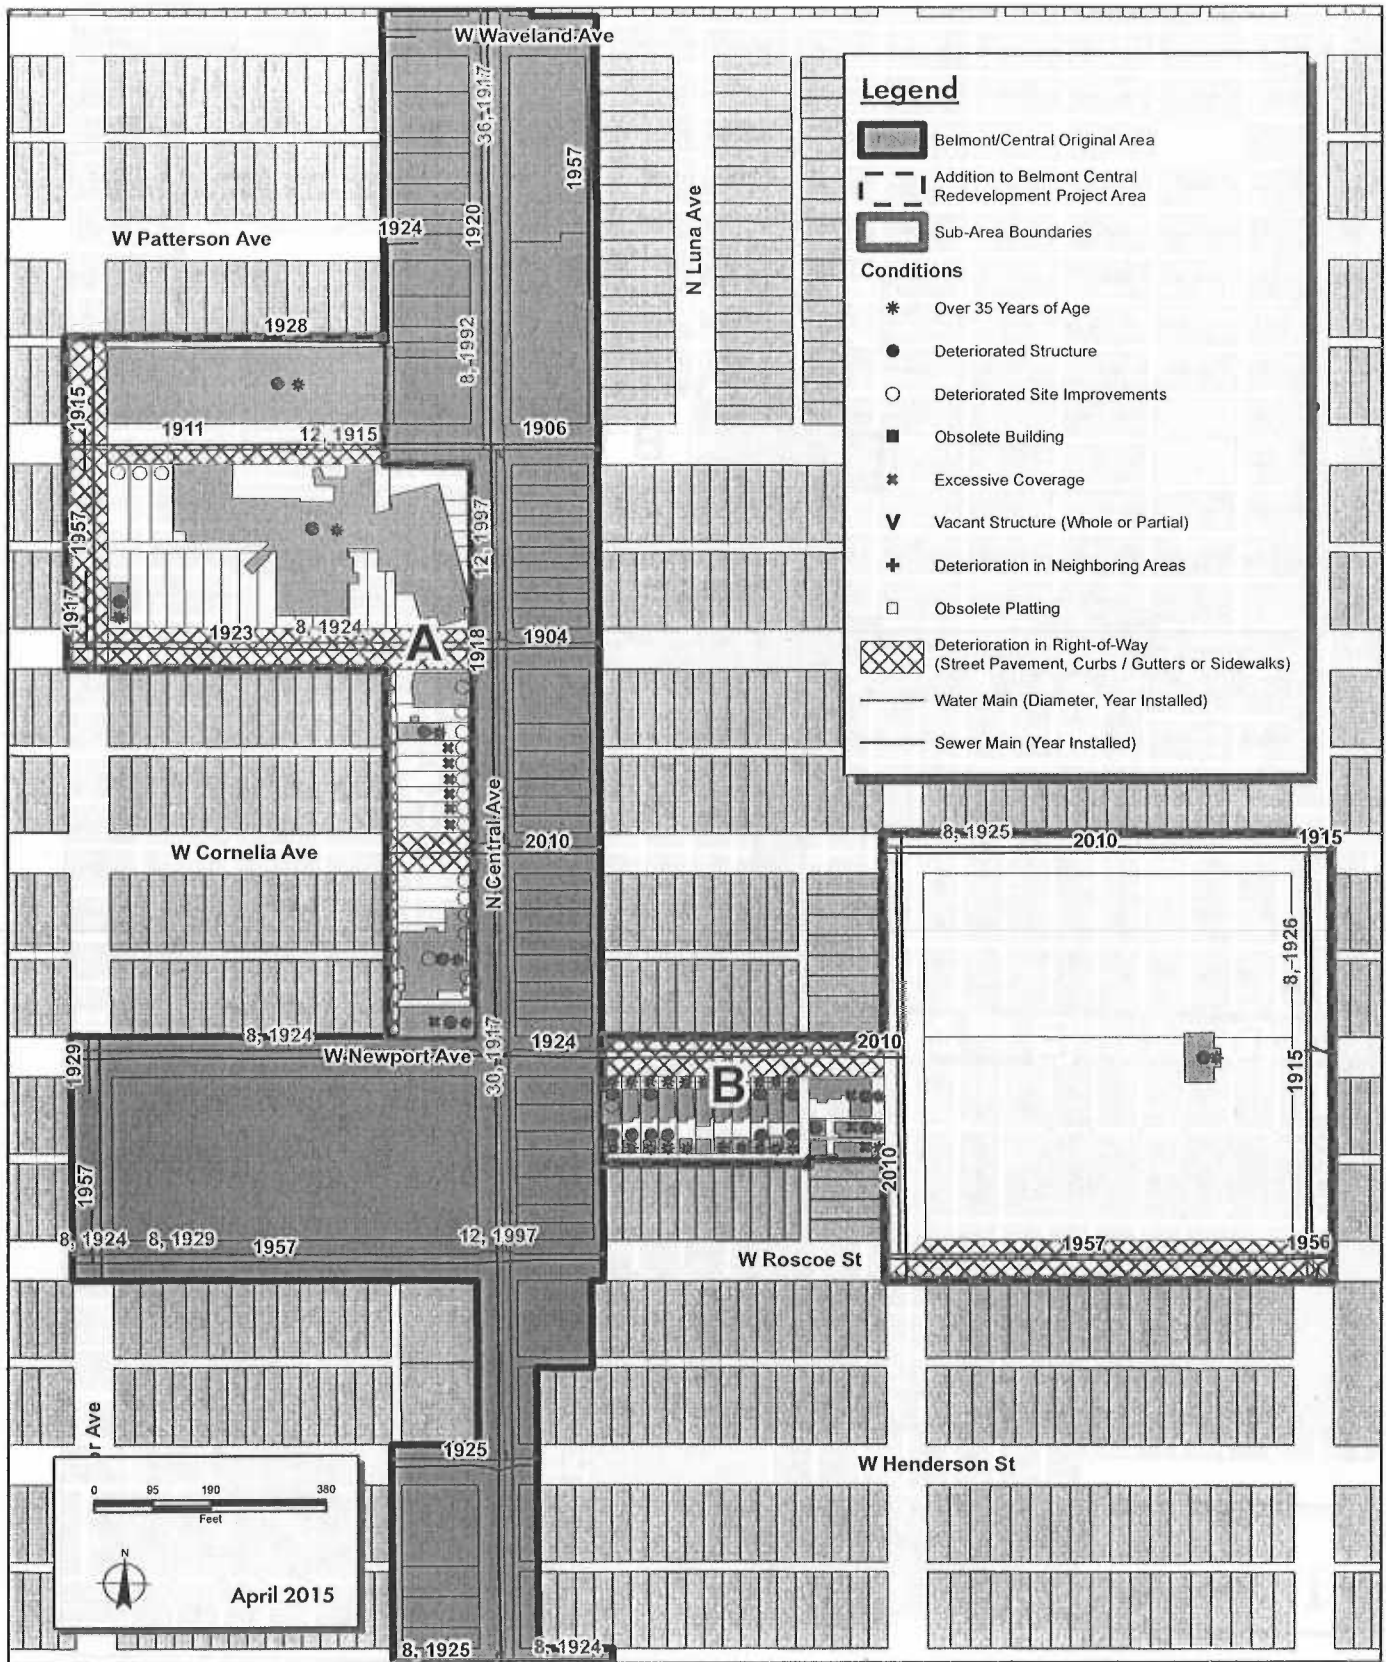 W Waveland Ave
36, 1917
1957
N Luna Ave
1924
1920
W Patterson Ave
1928
8, 1992
1915
1911
12, 1915
1906
1957
12, 1997
1917
1923
8, 1924
A
1918
1904
N Central Ave
W Cornelia Ave
2010
8, 1925
2010
1915
8, 1926
8, 1924
1929
W Newport Ave
30, 1917
1924
2010
B
1915
1957
2010
8, 1924
8, 1929
1957
12, 1997
W Roscoe St
1957
1956
or Ave
1925
W Henderson St
8, 1925
8, 1924
Legend
Belmont/Central Original Area
Addition to Belmont Central
Redevelopment Project Area
Sub-Area Boundaries
Conditions
Over 35 Years of Age
Deteriorated Structure
Deteriorated Site Improvements
Obsolete Building
Excessive Coverage
V Vacant Structure (Whole or Partial)
Deterioration in Neighboring Areas
Obsolete Platting
Deterioration in Right-of-Way
(Street Pavement, Curbs / Gutters or Sidewalks)
Water Main (Diameter, Year Installed)
Sewer Main (Year Installed)
0 95 190 380
Feet
N
April 2015